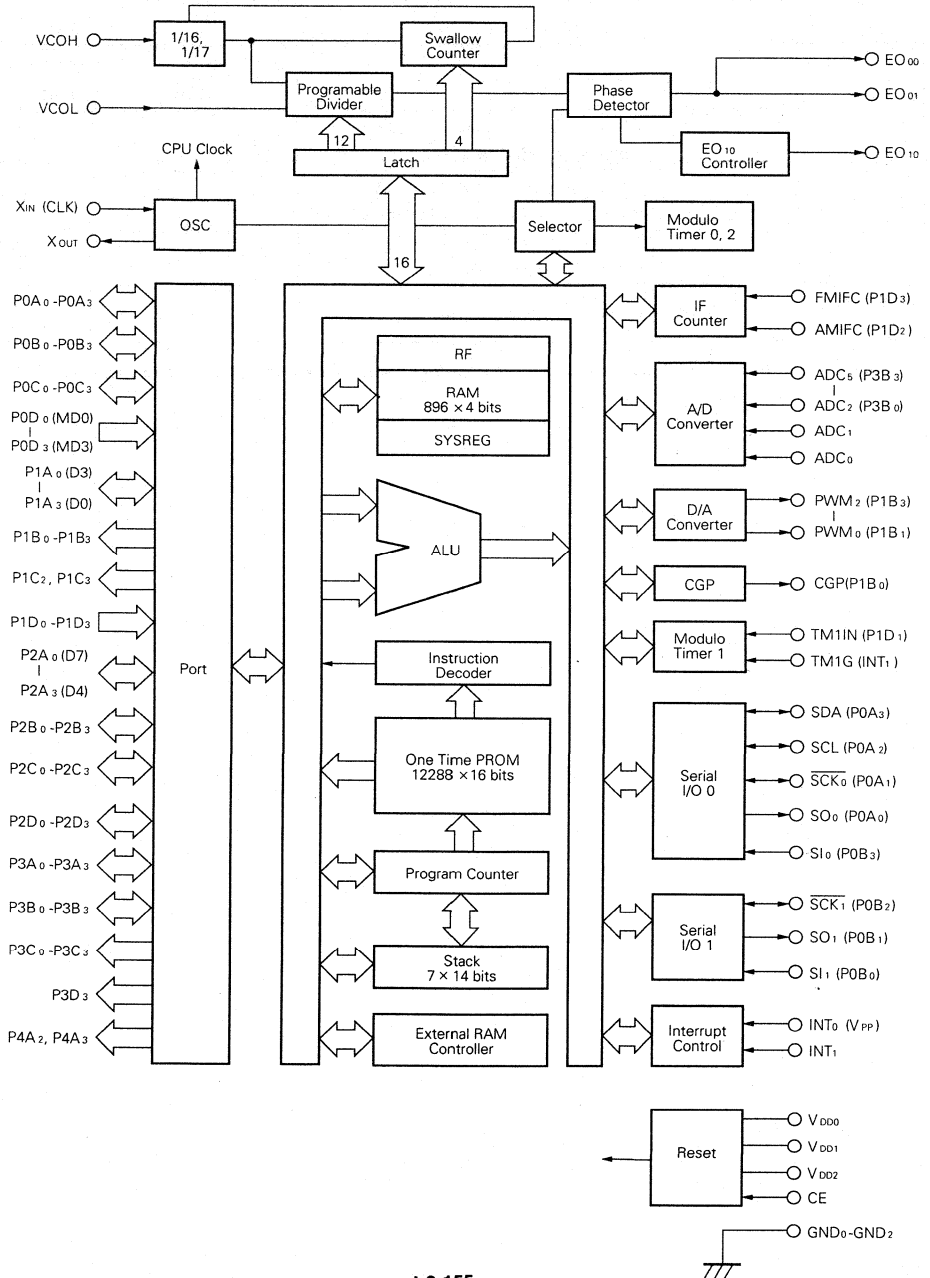 VCOH
1/16,
1/17
Swallow
Counter
EO00
VCOL
Programable
Divider
Phase
Detector
EO01
12
4
CPU Clock
Latch
EO10
Controller
EO10
XIN (CLK)
OSC
Selector
Modulo
Timer 0, 2
XOUT
16
P0A0-P0A3
P0B0-P0B3
P0C0-P0C3
P0D0 (MD0)
P0D3 (MD3)
P1A0 (D3)
P1A3 (D0)
P1B0-P1B3
P1C2, P1C3
P1D0-P1D3
P2A0 (D7)
P2A3 (D4)
P2B0-P2B3
P2C0-P2C3
P2D0-P2D3
P3A0-P3A3
P3B0-P3B3
P3C0-P3C3
P3D3
P4A2, P4A3
Port
RF
RAM
896 × 4 bits
SYSREG
ALU
Instruction
Decoder
One Time PROM
12288 × 16 bits
Program Counter
Stack
7 × 14 bits
External RAM
Controller
IF
Counter
FMIFC (P1D3)
AMIFC (P1D2)
A/D
Converter
ADC5 (P3B3)
ADC2 (P3B0)
ADC1
ADC0
D/A
Converter
PWM2 (P1B3)
PWM0 (P1B1)
CGP
CGP(P1B0)
Modulo
Timer 1
TM1IN (P1D1)
TM1G (INT1)
Serial
I/O 0
SDA (P0A3)
SCL (P0A2)
SCK0 (P0A1)
SO0 (P0A0)
SI0 (P0B3)
Serial
I/O 1
SCK1 (P0B2)
SO1 (P0B1)
SI1 (P0B0)
Interrupt
Control
INT0 (VPP)
INT1
Reset
VDD0
VDD1
VDD2
CE
GND0-GND2